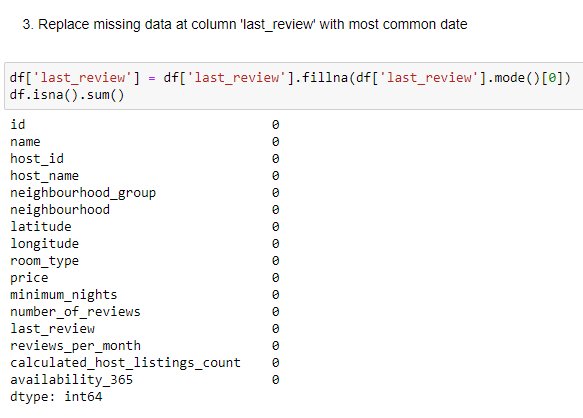 3. Replace missing data at column 'last_review' with most common date
df['last_review'] = df['last_review'].fillna(df['last_review'].mode()[0])
df.isna().sum()
id 0
name 0
host_id 0
host_name 0
neighbourhood_group 0
neighbourhood 0
latitude 0
longitude 0
room_type 0
price 0
minimum_nights 0
number_of_reviews 0
last_review 0
reviews_per_month 0
calculated_host_listings_count 0
availability_365 0
dtype: int64